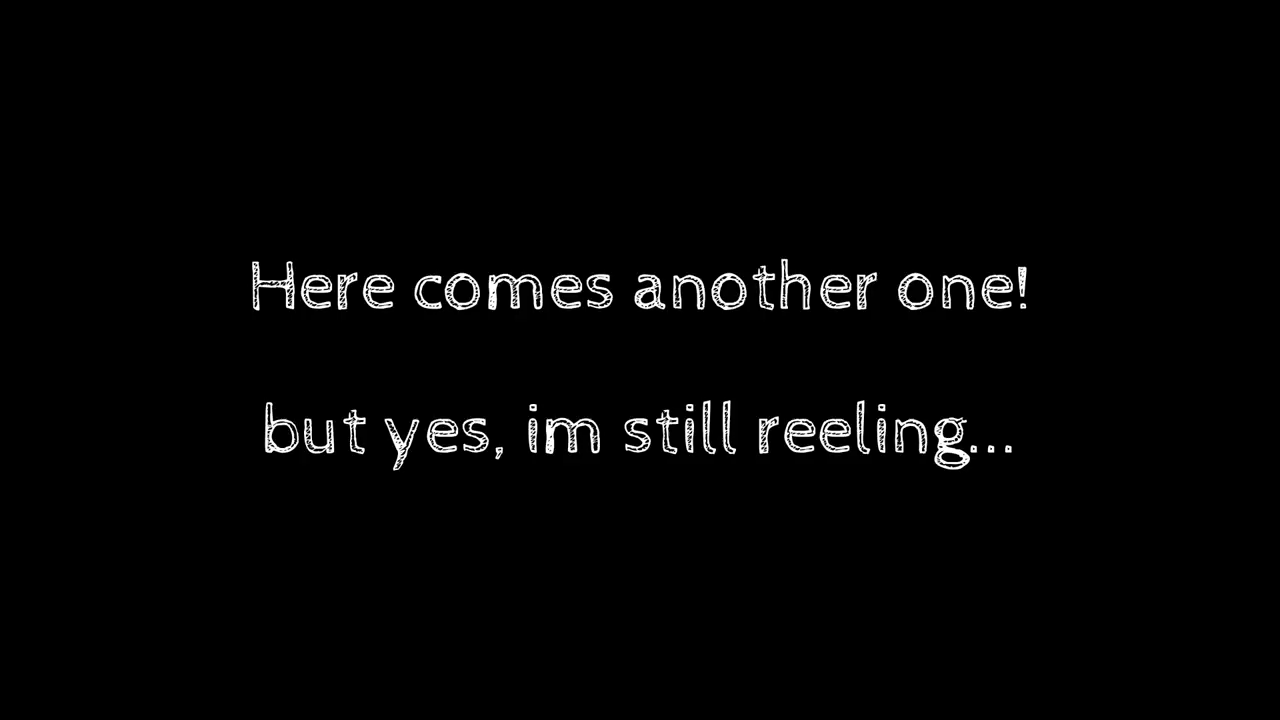 Here comes another one!
but yes, im still reeling...